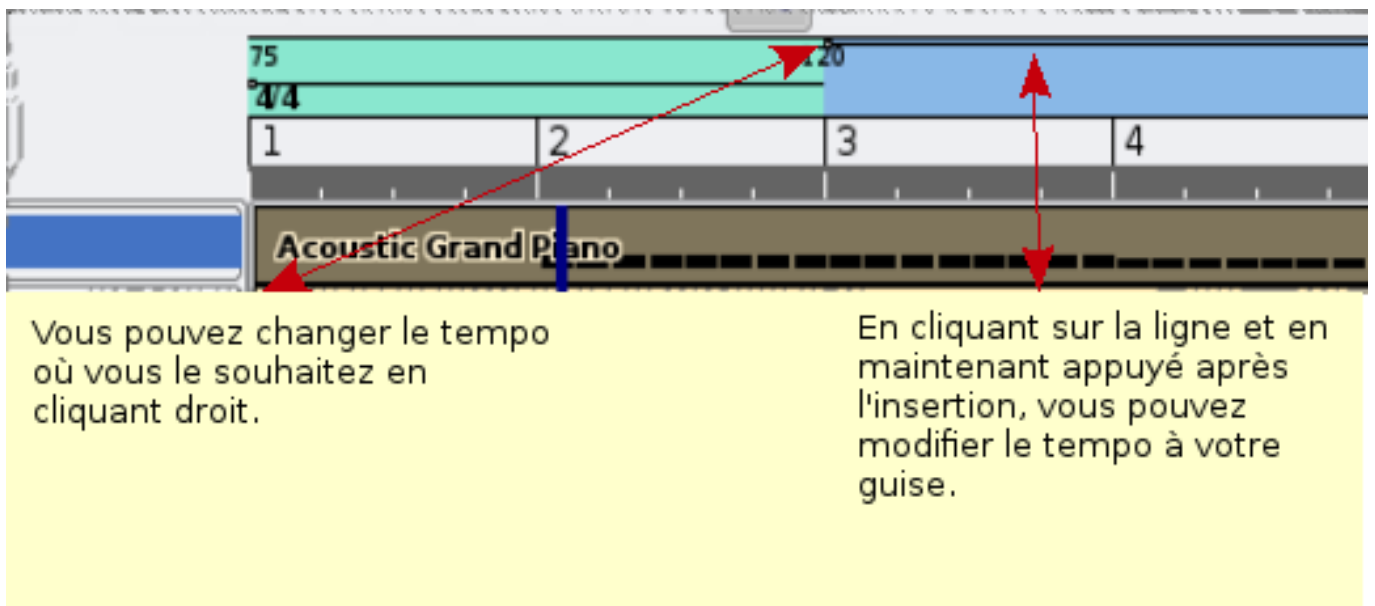 75
120
4/4
1 2 3 4
Acoustic Grand Piano
Vous pouvez changer le tempo
où vous le souhaitez en
cliquant droit.
En cliquant sur la ligne et en
maintenant appuyé après
l'insertion, vous pouvez
modifier le tempo à votre
guise.